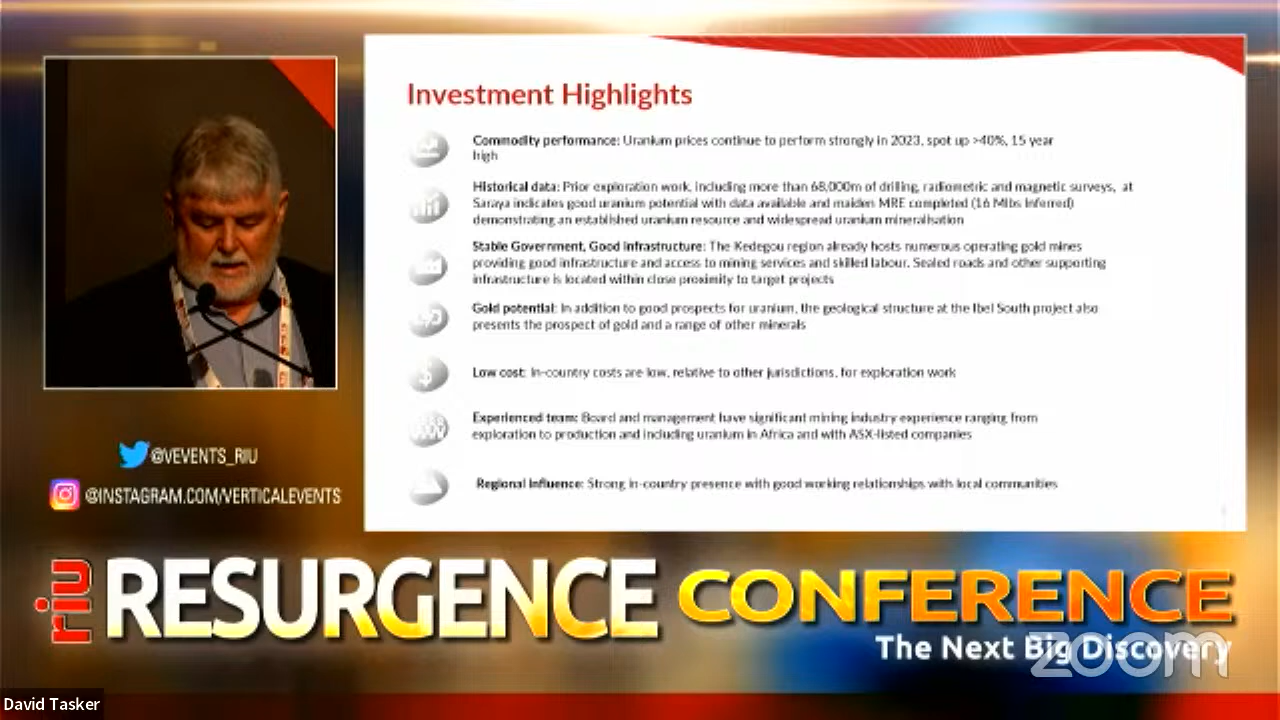 Investment Highlights
Commodity performance: Uranium prices continue to perform strongly in 2023, spot up >40%, 15 year
high
Historical data: Prior exploration work, including more than 68,000m of drilling, radiometric and magnetic surveys, at
Saraya indicates good uranium potential with data available and maiden MRE completed (16 Mlbs Inferred)
demonstrating an established uranium resource and widespread uranium mineralisation
Stable Government, Good Infrastructure: The Kedegou region already hosts numerous operating gold mines
providing good infrastructure and access to mining services and skilled labour. Sealed roads and other supporting
infrastructure is located within close proximity to target projects
Gold potential: In addition to good prospects for uranium, the geological structure at the Ibel South project also
presents the prospect of gold and a range of other minerals
Low cost: In-country costs are low, relative to other jurisdictions, for exploration work
Experienced team: Board and management have significant mining industry experience ranging from
exploration to production and including uranium in Africa and with ASX-listed companies
Regional influence: Strong in-country presence with good working relationships with local communities
@VEVENTS_RIU
@INSTAGRAM.COM/VERTICALEVENTS
riu RESURGENCE CONFERENCE
The Next Big Discovery
zoom
David Tasker